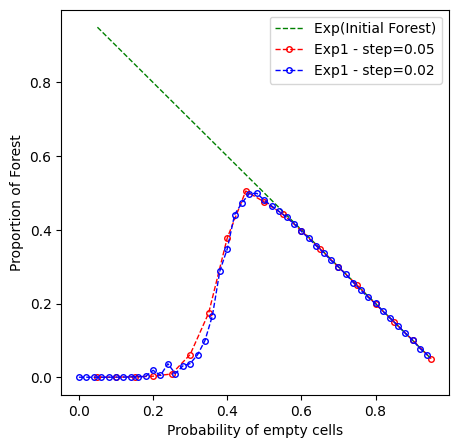 Exp(Initial Forest)
Exp1 - step=0.05
Exp1 - step=0.02
Proportion of Forest
0.8
0.6
0.4
0.2
0.0
0.0 0.2 0.4 0.6 0.8
Probability of empty cells